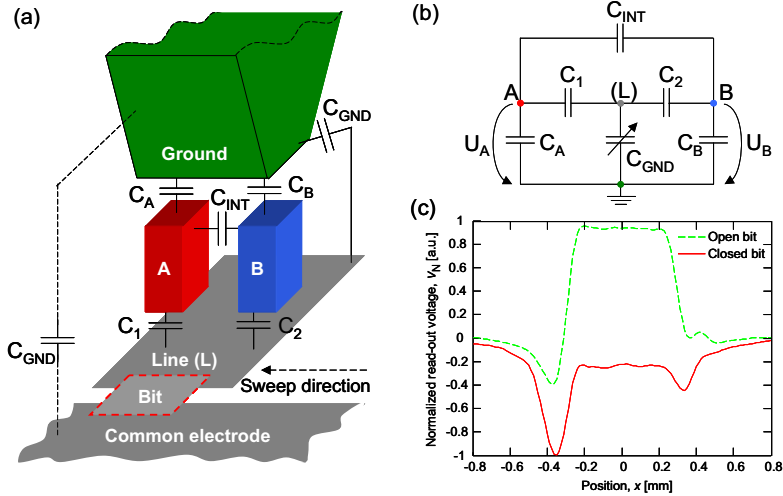 (a)
C_GND
Ground
C_A
C_INT
C_B
A
B
C_1
C_2
C_GND
Line (L)
Sweep direction
Bit
Common electrode
(b)
C_INT
C_1
C_2
A
(L)
B
U_A
C_A
C_GND
C_B
U_B
(c)
Normalized read-out voltage, v_N [a.u.]
1
0.8
0.6
0.4
0.2
0
-0.2
-0.4
-0.6
-0.8
-1
Open bit
Closed bit
-0.8 -0.6 -0.4 -0.2 0 0.2 0.4 0.6 0.8
Position, x [mm]